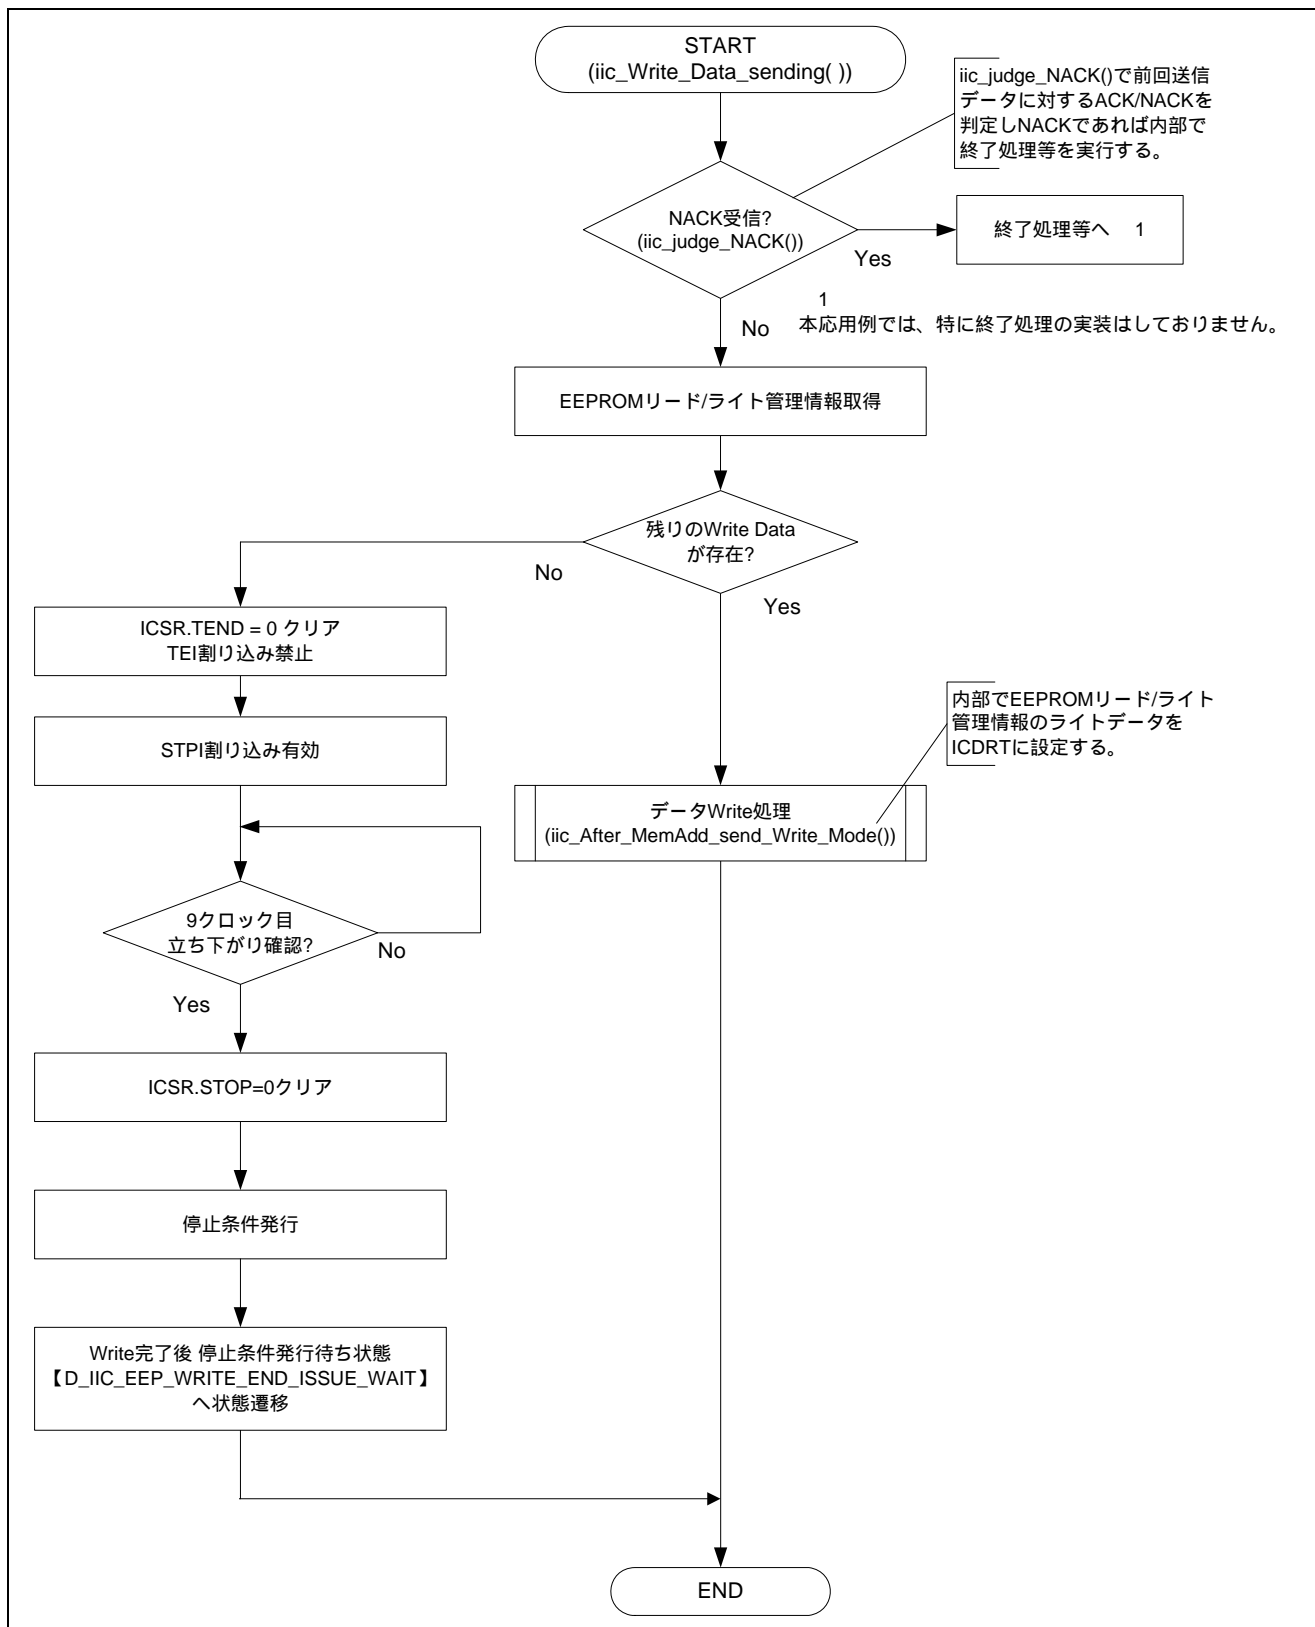 START
(iic_Write_Data_sending( ))
iic_judge_NACK()で前回送信
データに対するACK/NACKを
判定しNACKであれば内部で
終了処理等を実行する。
NACK受信?
(iic_judge_NACK())
終了処理等へ 1
Yes
1
No
本応用例では、特に終了処理の実装はしておりません。
EEPROMリード/ライト管理情報取得
残りのWrite Data
が存在?
No
Yes
ICSR.TEND = 0 クリア
TEI割り込み禁止
STPI割り込み有効
内部でEEPROMリード/ライト
管理情報のライトデータを
ICDRTに設定する。
データWrite処理
(iic_After_MemAdd_send_Write_Mode())
9クロック目
立ち下がり確認?
No
Yes
ICSR.STOP=0クリア
停止条件発行
Write完了後 停止条件発行待ち状態
【D_IIC_EEP_WRITE_END_ISSUE_WAIT】
へ状態遷移
END